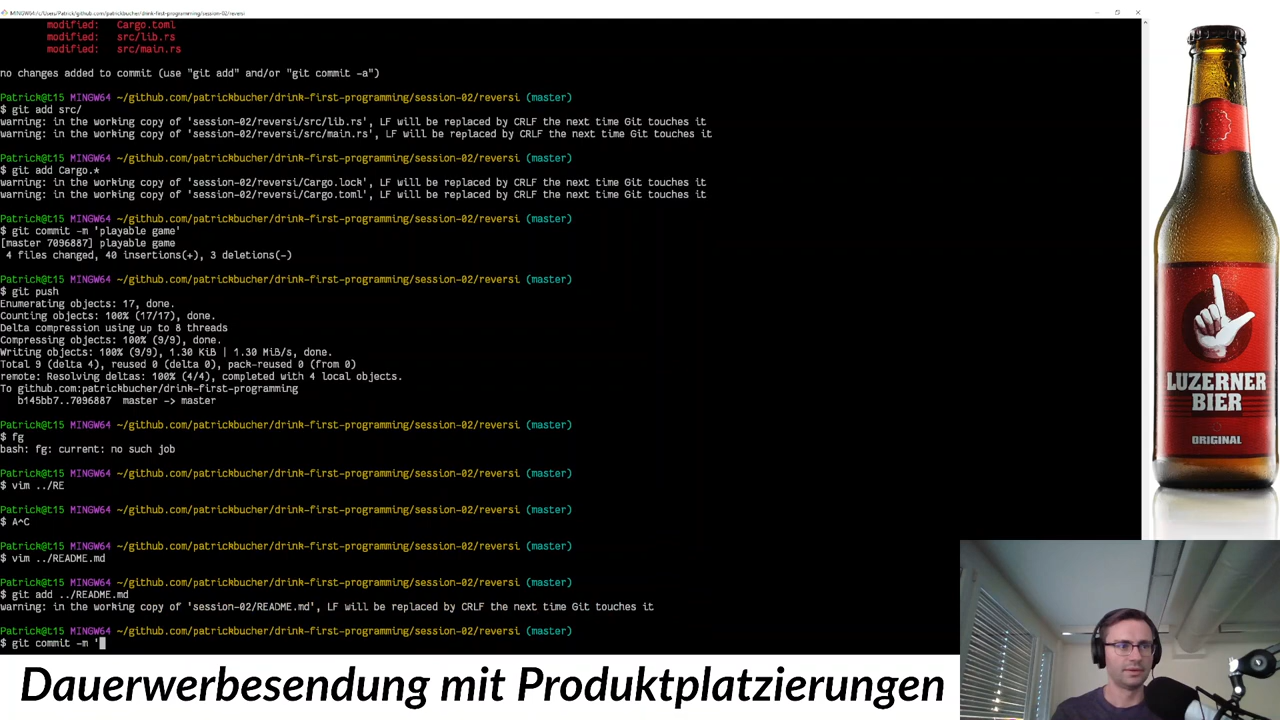 MINGW64:/c/Users/Patrick/github.com/patrickbucher/drink-first-programming/session-02/reversi
modified:   Cargo.toml
modified:   src/lib.rs
modified:   src/main.rs
no changes added to commit (use "git add" and/or "git commit -a")
Patrick@t15 MINGW64 ~/github.com/patrickbucher/drink-first-programming/session-02/reversi (master)
$ git add src/
warning: in the working copy of 'session-02/reversi/src/lib.rs', LF will be replaced by CRLF the next time Git touches it
warning: in the working copy of 'session-02/reversi/src/main.rs', LF will be replaced by CRLF the next time Git touches it
Patrick@t15 MINGW64 ~/github.com/patrickbucher/drink-first-programming/session-02/reversi (master)
$ git add Cargo.*
warning: in the working copy of 'session-02/reversi/Cargo.lock', LF will be replaced by CRLF the next time Git touches it
warning: in the working copy of 'session-02/reversi/Cargo.toml', LF will be replaced by CRLF the next time Git touches it
Patrick@t15 MINGW64 ~/github.com/patrickbucher/drink-first-programming/session-02/reversi (master)
$ git commit -m 'playable game'
[master 7096887] playable game
4 files changed, 40 insertions(+), 3 deletions(-)
Patrick@t15 MINGW64 ~/github.com/patrickbucher/drink-first-programming/session-02/reversi (master)
$ git push
Enumerating objects: 17, done.
Counting objects: 100% (17/17), done.
Delta compression using up to 8 threads
Compressing objects: 100% (9/9), done.
Writing objects: 100% (9/9), 1.30 KiB | 1.30 MiB/s, done.
Total 9 (delta 4), reused 0 (delta 0), pack-reused 0 (from 0)
remote: Resolving deltas: 100% (4/4), completed with 4 local objects.
To github.com:patrickbucher/drink-first-programming
b145bb7..7096887  master -> master
Patrick@t15 MINGW64 ~/github.com/patrickbucher/drink-first-programming/session-02/reversi (master)
$ fg
bash: fg: current: no such job
Patrick@t15 MINGW64 ~/github.com/patrickbucher/drink-first-programming/session-02/reversi (master)
$ vim ../RE
Patrick@t15 MINGW64 ~/github.com/patrickbucher/drink-first-programming/session-02/reversi (master)
$ A^C
Patrick@t15 MINGW64 ~/github.com/patrickbucher/drink-first-programming/session-02/reversi (master)
$ vim ../README.md
Patrick@t15 MINGW64 ~/github.com/patrickbucher/drink-first-programming/session-02/reversi (master)
$ git add ../README.md
warning: in the working copy of 'session-02/README.md', LF will be replaced by CRLF the next time Git touches it
Patrick@t15 MINGW64 ~/github.com/patrickbucher/drink-first-programming/session-02/reversi (master)
$ git commit -m '
LUZERNER
BIER
ORIGINAL
Dauerwerbesendung mit Produktplatzierungen